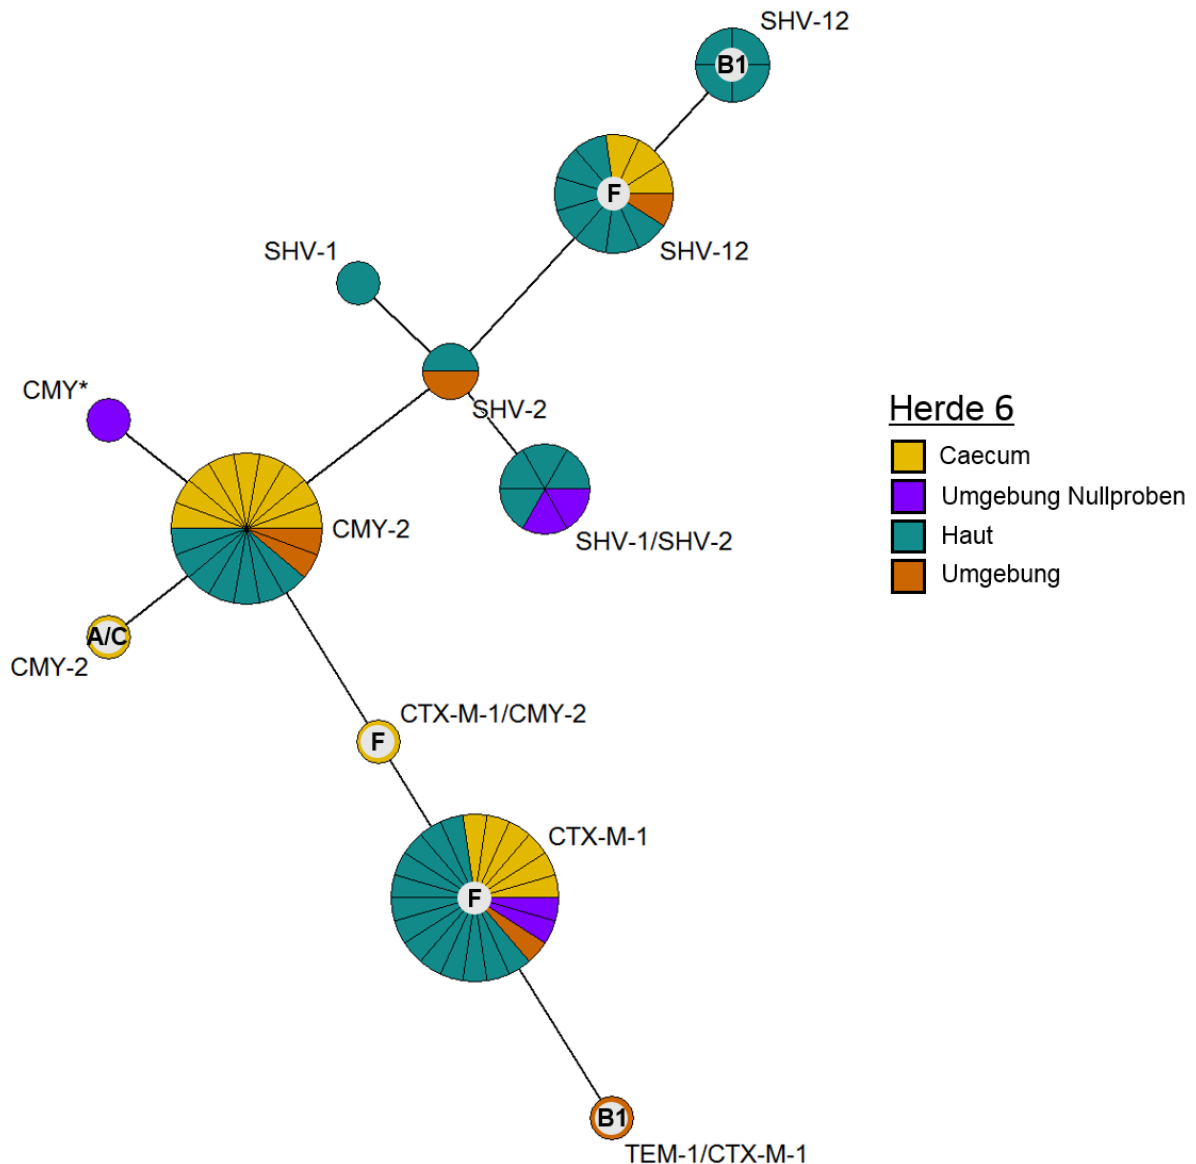 SHV-12
B1
F
SHV-12
SHV-1
SHV-2
CMY*
CMY-2
SHV-1/SHV-2
A/C
CMY-2
CTX-M-1/CMY-2
F
CTX-M-1
F
B1
TEM-1/CTX-M-1
Herde 6
Caecum
Umgebung Nullproben
Haut
Umgebung